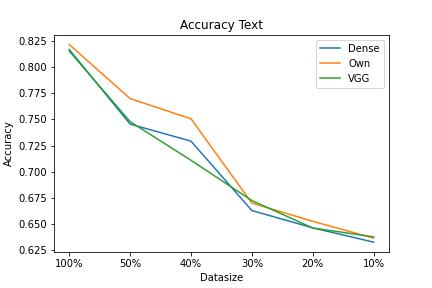 Accuracy Text
Dense
Own
VGG
0.825
0.800
0.775
0.750
0.725
0.700
0.675
0.650
0.625
Accuracy
100%
50%
40%
30%
20%
10%
Datasize